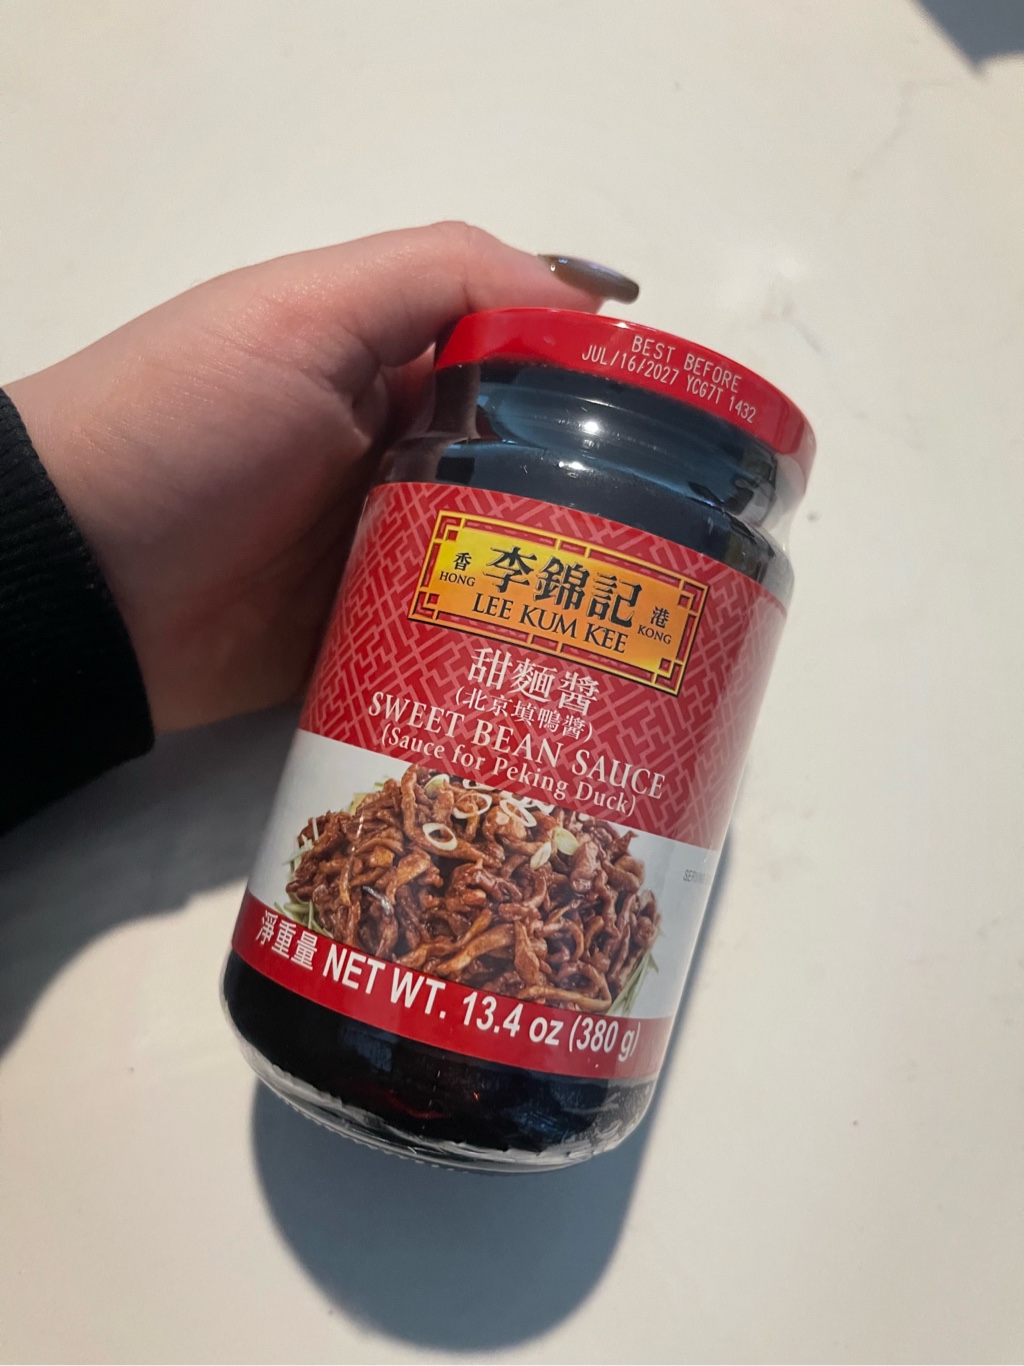 BEST BEFORE
JUL/16/2027 YCG7T 1432
香 李錦記 港
HONG LEE KUM KEE KONG
甜麵醬
(北京填鴨醬)
SWEET BEAN SAUCE
(Sauce for Peking Duck)
淨重量 NET WT. 13.4 oz (380 g)